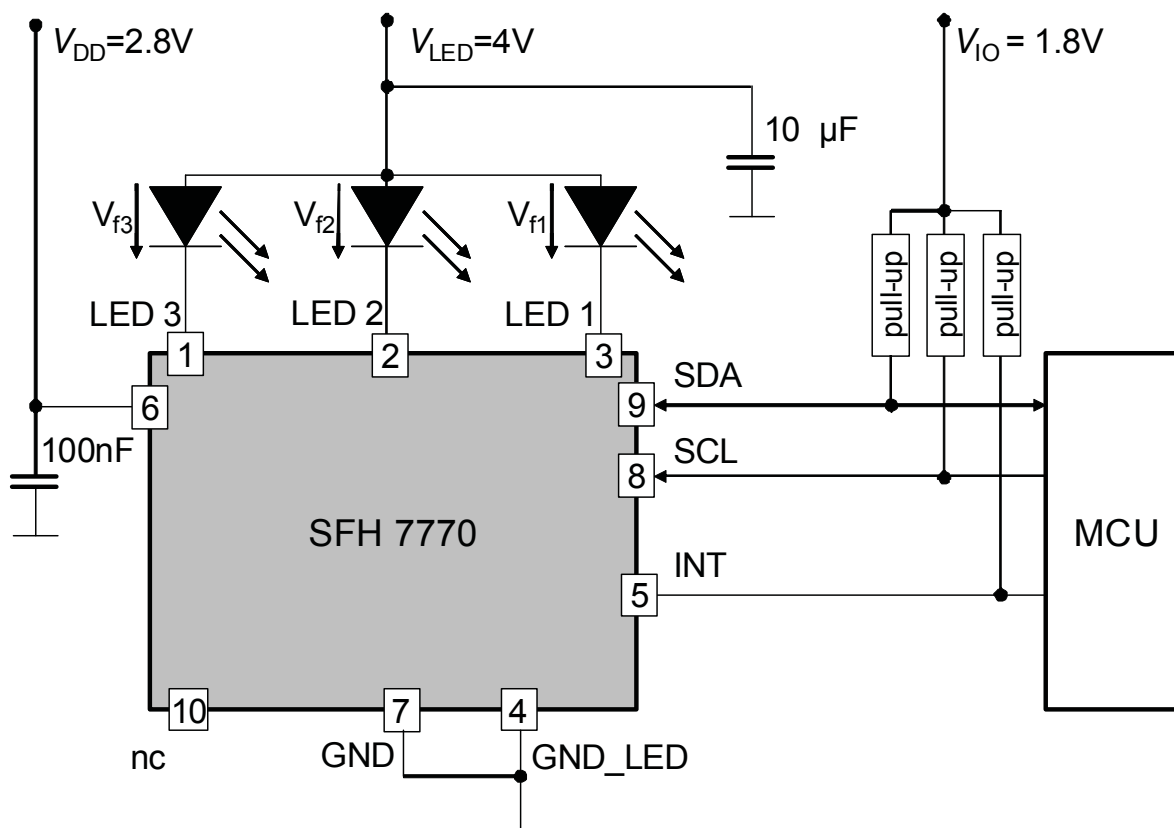 VDD=2.8V
VLED=4V
VIO = 1.8V
10 µF
Vf3
Vf2
Vf1
pull-up
pull-up
pull-up
LED 3
LED 2
LED 1
1
2
3
SDA
6
9
100nF
SCL
8
SFH 7770
MCU
INT
5
10
7
4
nc
GND
GND_LED